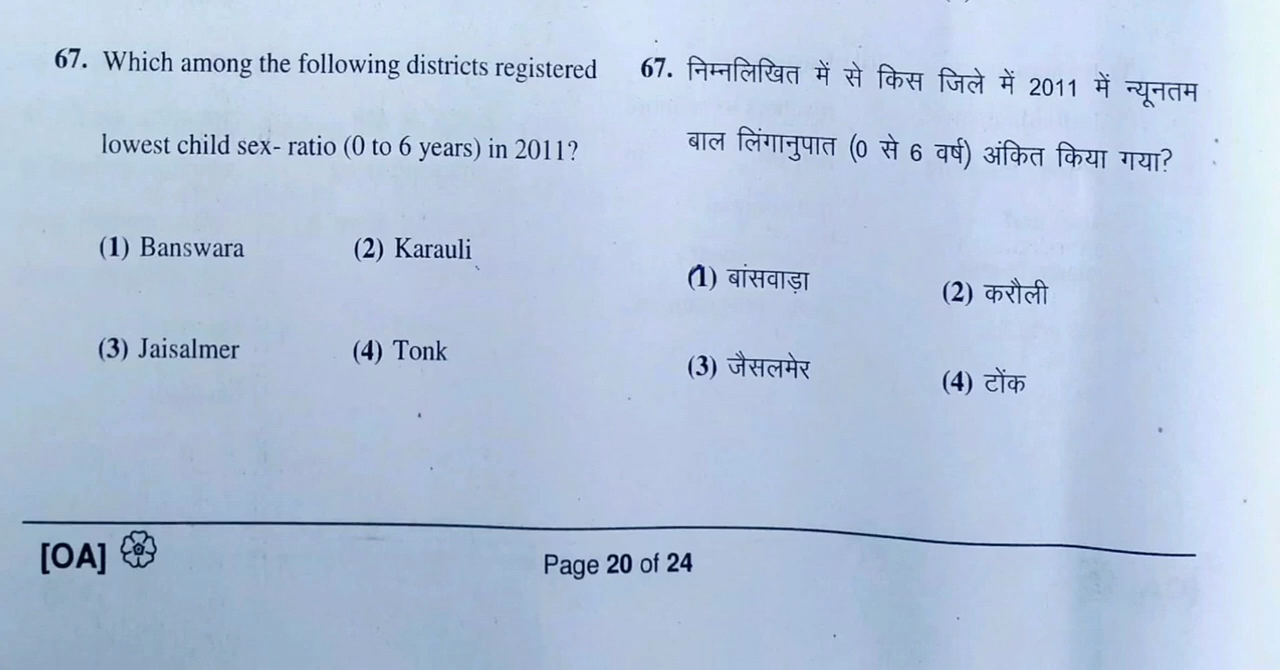 67. Which among the following districts registered
lowest child sex- ratio (0 to 6 years) in 2011?
(1) Banswara (2) Karauli
(3) Jaisalmer (4) Tonk
67. निम्नलिखित में से किस जिले में 2011 में न्यूनतम
बाल लिंगानुपात (0 से 6 वर्ष) अंकित किया गया?
(1) बांसवाड़ा (2) करौली
(3) जैसलमेर (4) टोंक
[OA] Page 20 of 24